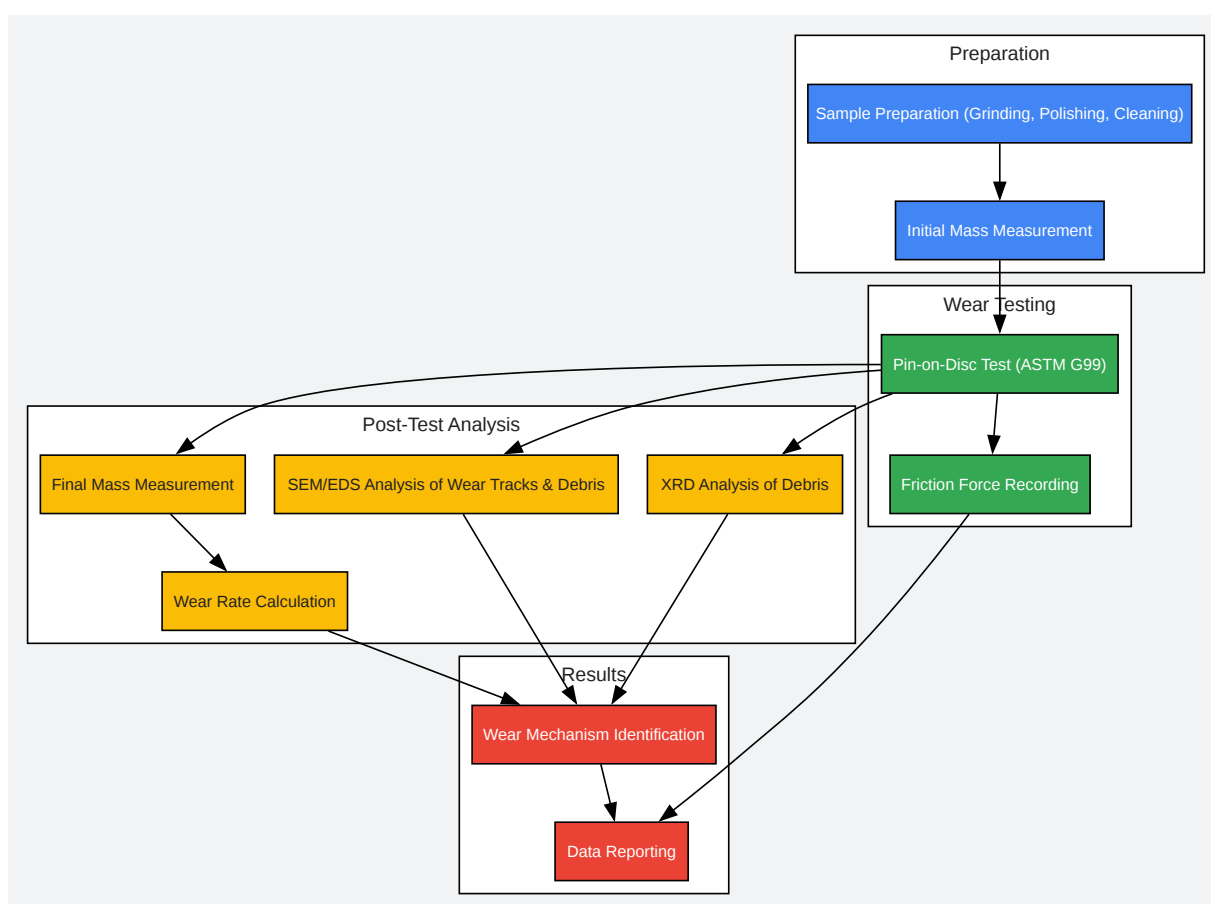 Preparation
Sample Preparation (Grinding, Polishing, Cleaning)
Initial Mass Measurement
Wear Testing
Pin-on-Disc Test (ASTM G99)
Friction Force Recording
Post-Test Analysis
Final Mass Measurement
SEM/EDS Analysis of Wear Tracks & Debris
XRD Analysis of Debris
Wear Rate Calculation
Results
Wear Mechanism Identification
Data Reporting